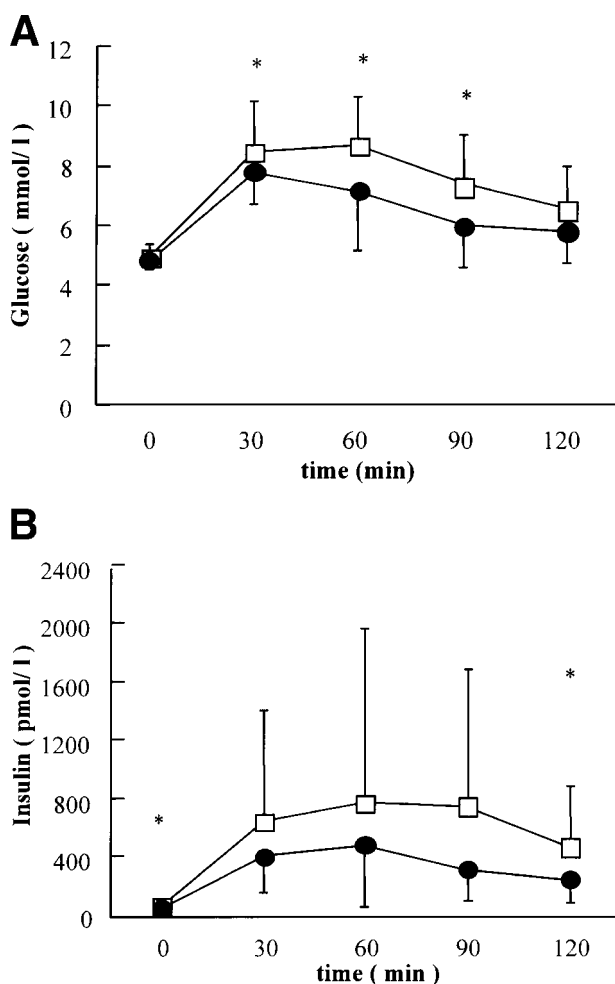 A
12
*
*
10
*
8
6
4
2
0
Glucose ( mmol/ l )
0 30 60 90 120
time (min)
B
2400
2000
*
1600
1200
800
*
400
0
Insulin ( pmol/ l )
0 30 60 90 120
time ( min )